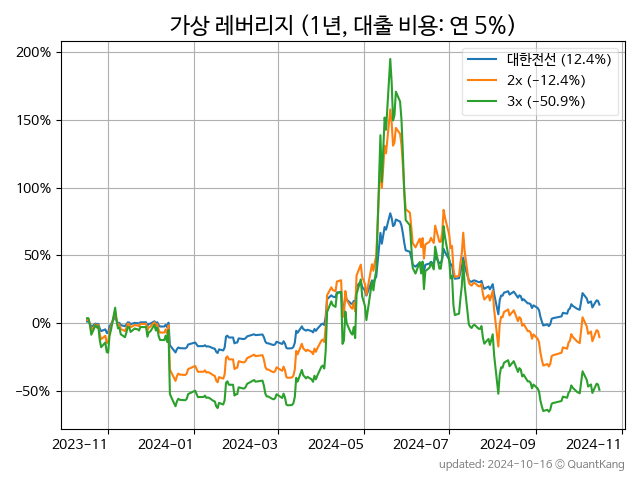 가상 레버리지 (1년, 대출 비용: 연 5%)
200%
150%
100%
50%
0%
−50%
대한전선 (12.4%)
2x (−12.4%)
3x (−50.9%)
2023-11 2024-01 2024-03 2024-05 2024-07 2024-09 2024-11
updated: 2024-10-16 © QuantKang